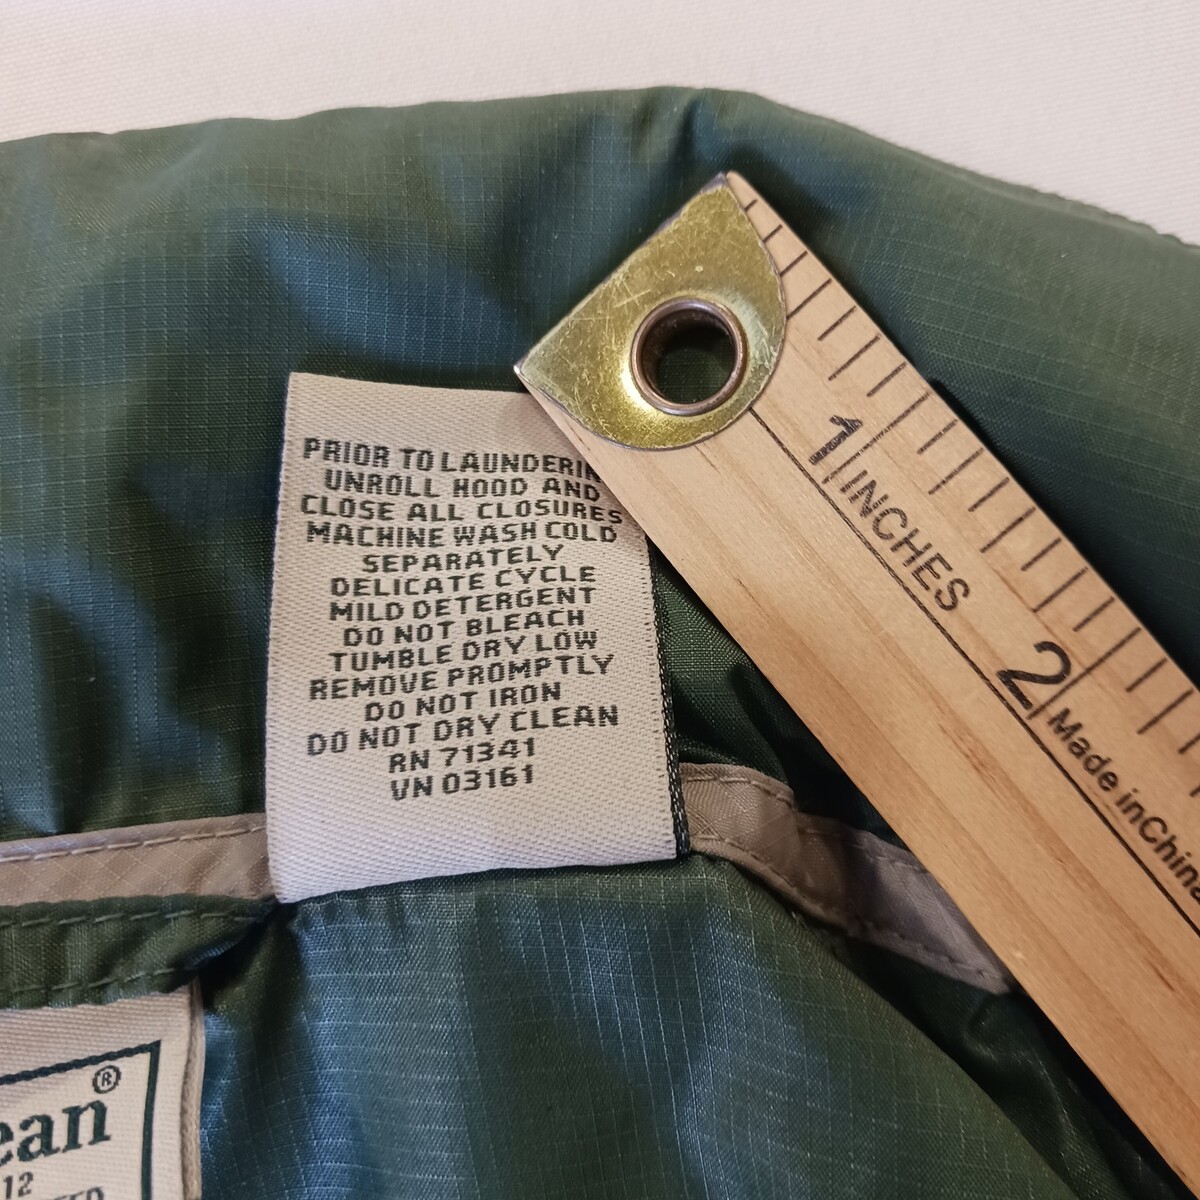 PRIOR TO LAUNDERIN
UNROLL HOOD AND
CLOSE ALL CLOSURES
MACHINE WASH COLD
SEPARATELY
DELICATE CYCLE
MILD DETERGENT
DO NOT BLEACH
TUMBLE DRY LOW
REMOVE PROMPTLY
DO NOT IRON
DO NOT DRY CLEAN
RN 71341
VN 03161
1 INCHES
2
Made inChina
ean®
12